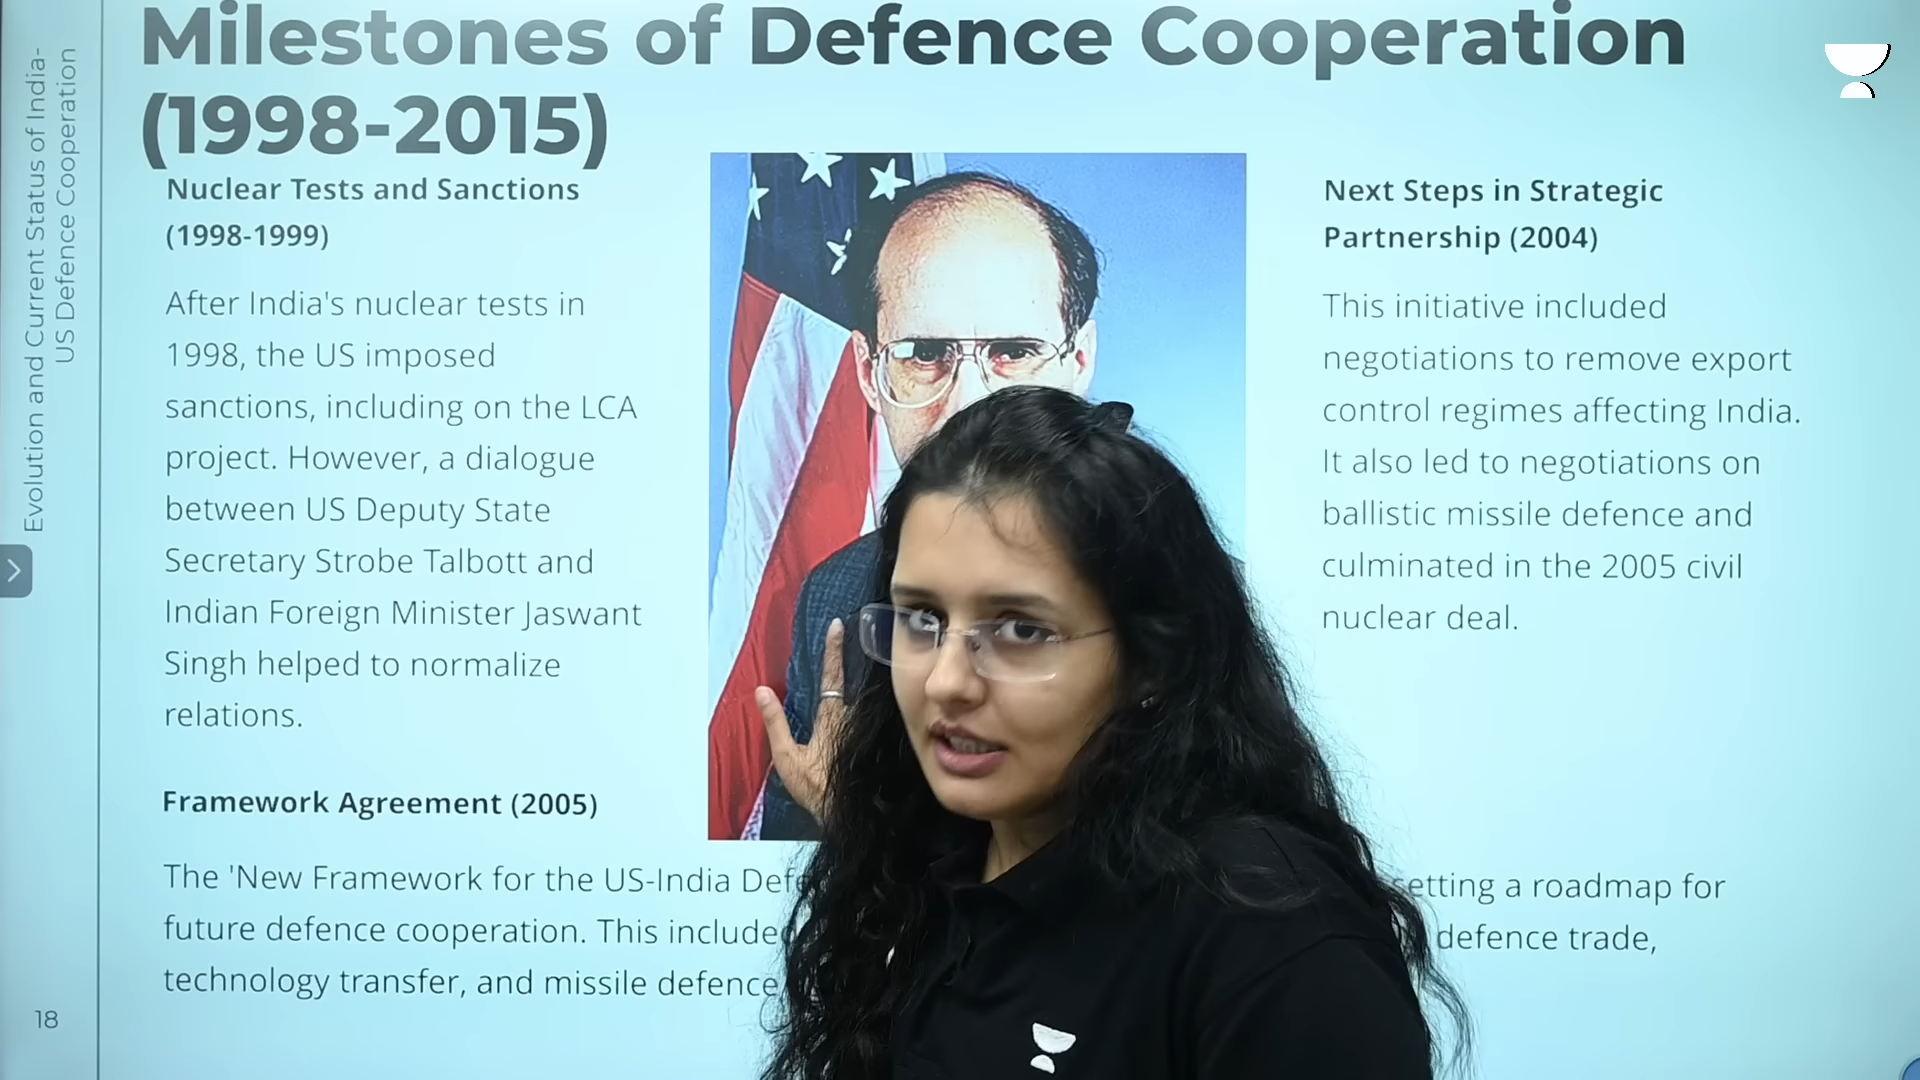 Milestones of Defence Cooperation
(1998-2015)
Evolution and Current Status of India-
US Defence Cooperation
Nuclear Tests and Sanctions
(1998-1999)
After India's nuclear tests in
1998, the US imposed
sanctions, including on the LCA
project. However, a dialogue
between US Deputy State
Secretary Strobe Talbott and
Indian Foreign Minister Jaswant
Singh helped to normalize
relations.
Next Steps in Strategic
Partnership (2004)
This initiative included
negotiations to remove export
control regimes affecting India.
It also led to negotiations on
ballistic missile defence and
culminated in the 2005 civil
nuclear deal.
Framework Agreement (2005)
The 'New Framework for the US-India setting a roadmap for
future defence cooperation. This defence trade,
technology transfer, and missile defence
18